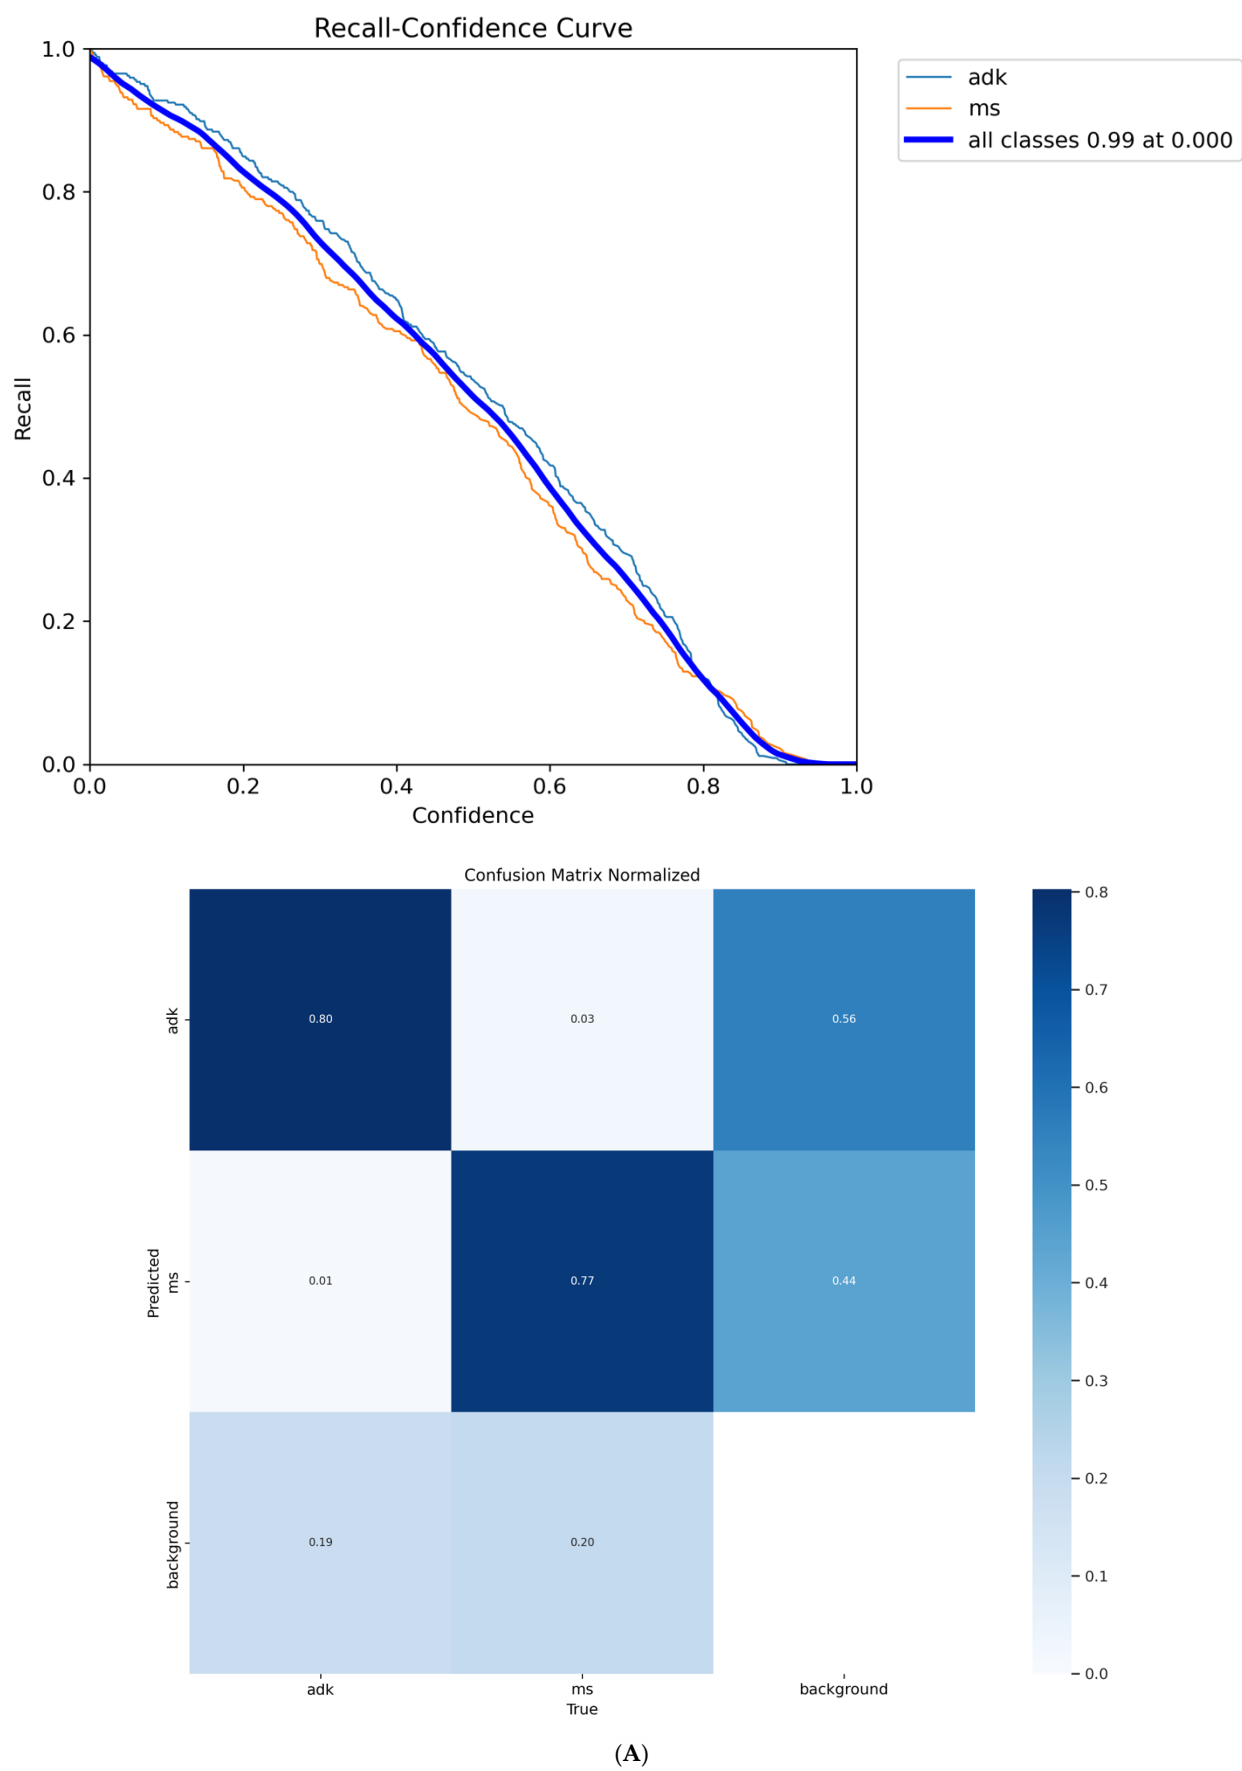 Recall-Confidence Curve
1.0
0.8
0.6
0.4
0.2
0.0
Recall
0.0 0.2 0.4 0.6 0.8 1.0
Confidence
adk
ms
all classes 0.99 at 0.000
Confusion Matrix Normalized
adk
ms
background
Predicted
0.80 0.03 0.56
0.01 0.77 0.44
0.19 0.20
adk ms background
True
0.8
0.7
0.6
0.5
0.4
0.3
0.2
0.1
0.0
(A)